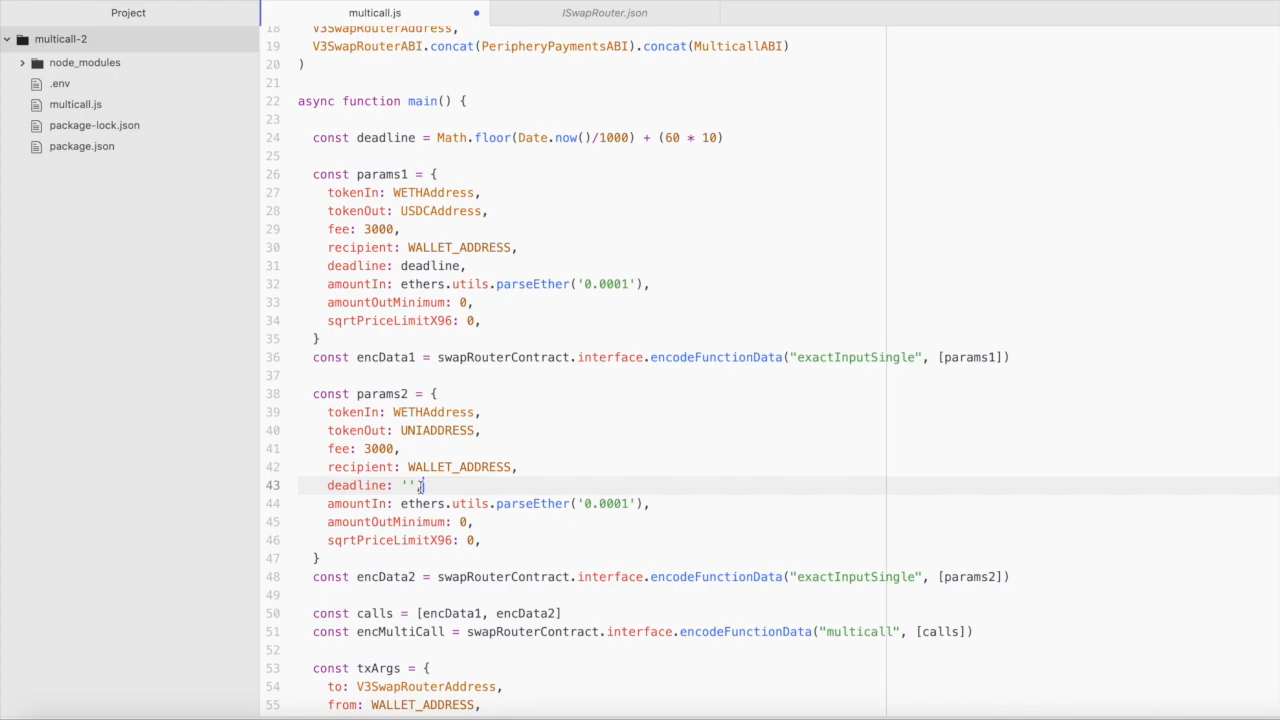 Project
multicall.js
ISwapRouter.json
multicall-2
node_modules
.env
multicall.js
package-lock.json
package.json
18 V3SwapRouterAddress,
19 V3SwapRouterABI.concat(PeripheryPaymentsABI).concat(MulticallABI)
20 )
21
22 async function main() {
23
24 const deadline = Math.floor(Date.now()/1000) + (60 * 10)
25
26 const params1 = {
27 tokenIn: WETHAddress,
28 tokenOut: USDCAddress,
29 fee: 3000,
30 recipient: WALLET_ADDRESS,
31 deadline: deadline,
32 amountIn: ethers.utils.parseEther('0.0001'),
33 amountOutMinimum: 0,
34 sqrtPriceLimitX96: 0,
35 }
36 const encData1 = swapRouterContract.interface.encodeFunctionData("exactInputSingle", [params1])
37
38 const params2 = {
39 tokenIn: WETHAddress,
40 tokenOut: UNIADDRESS,
41 fee: 3000,
42 recipient: WALLET_ADDRESS,
43 deadline: '',
44 amountIn: ethers.utils.parseEther('0.0001'),
45 amountOutMinimum: 0,
46 sqrtPriceLimitX96: 0,
47 }
48 const encData2 = swapRouterContract.interface.encodeFunctionData("exactInputSingle", [params2])
49
50 const calls = [encData1, encData2]
51 const encMultiCall = swapRouterContract.interface.encodeFunctionData("multicall", [calls])
52
53 const txArgs = {
54 to: V3SwapRouterAddress,
55 from: WALLET_ADDRESS,